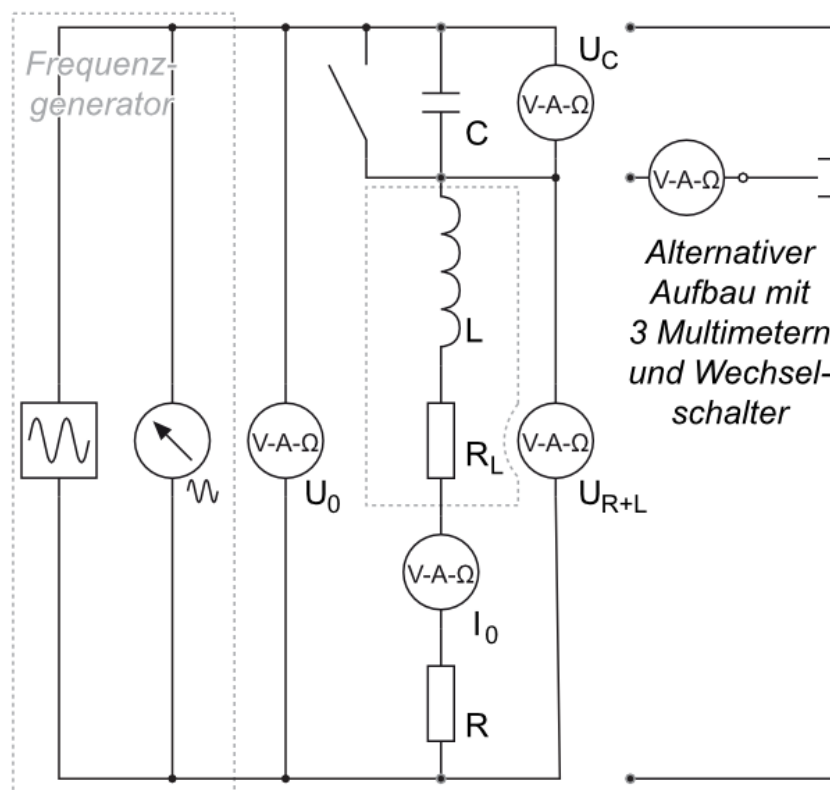 Frequenz-
generator
U_C
V-A-Ω
C
V-A-Ω
Alternativer
Aufbau mit
3 Multimetern
und Wechsel-
schalter
L
V-A-Ω
U_0
R_L
V-A-Ω
U_R+L
V-A-Ω
I_0
R